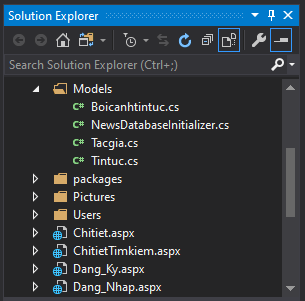 Solution Explorer
Search Solution Explorer (Ctrl+;)
Models
C# Boicanhtintuc.cs
C# NewsDatabaseInitializer.cs
C# Tacgia.cs
C# Tintuc.cs
packages
Pictures
Users
Chitiet.aspx
ChitietTimkiem.aspx
Dang_Ky.aspx
Dang_Nhap.aspx